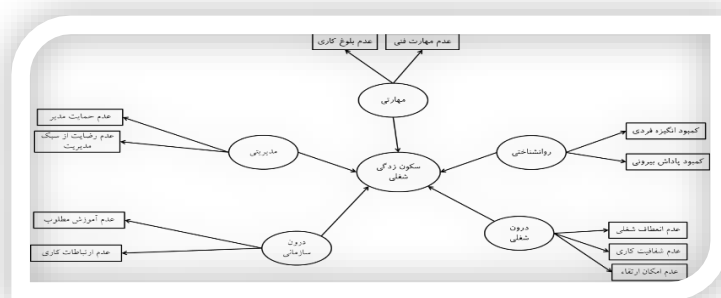 عدم مهارت فنی
عدم بلوغ کاری
مهارتی
عدم حمایت مدیر
عدم رضایت از سبک
مدیریت
مدیریتی
کمبود انگیزه فردی
کمبود پاداش بیرونی
روانشناختی
سکون زدگی
شغلی
عدم آموزش مطلوب
عدم ارتباطات کاری
درون
سازمانی
درون
شغلی
عدم انعطاف شغلی
عدم شفافیت کاری
عدم امکان ارتقاء